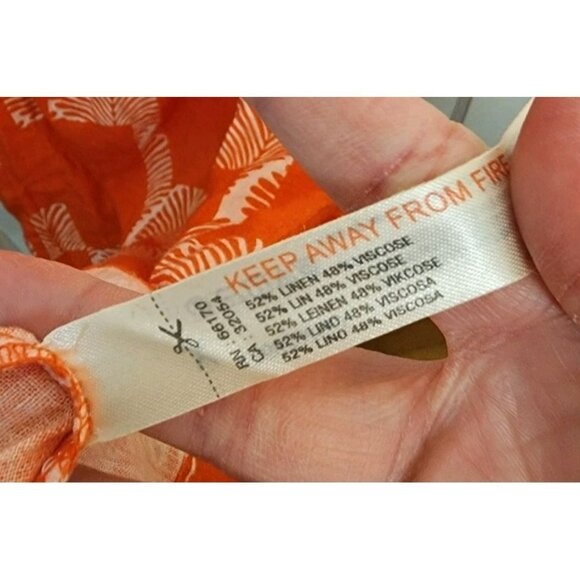 KEEP AWAY FROM FIRE
52% LINEN 48% VISCOSE
52% LIN 48% VISCOSE
52% LEINEN 48% VIKCOSE
52% LINO 48% VISCOSA
52% LINO 48% VISCOSA
RN : 66170
CA : 32054